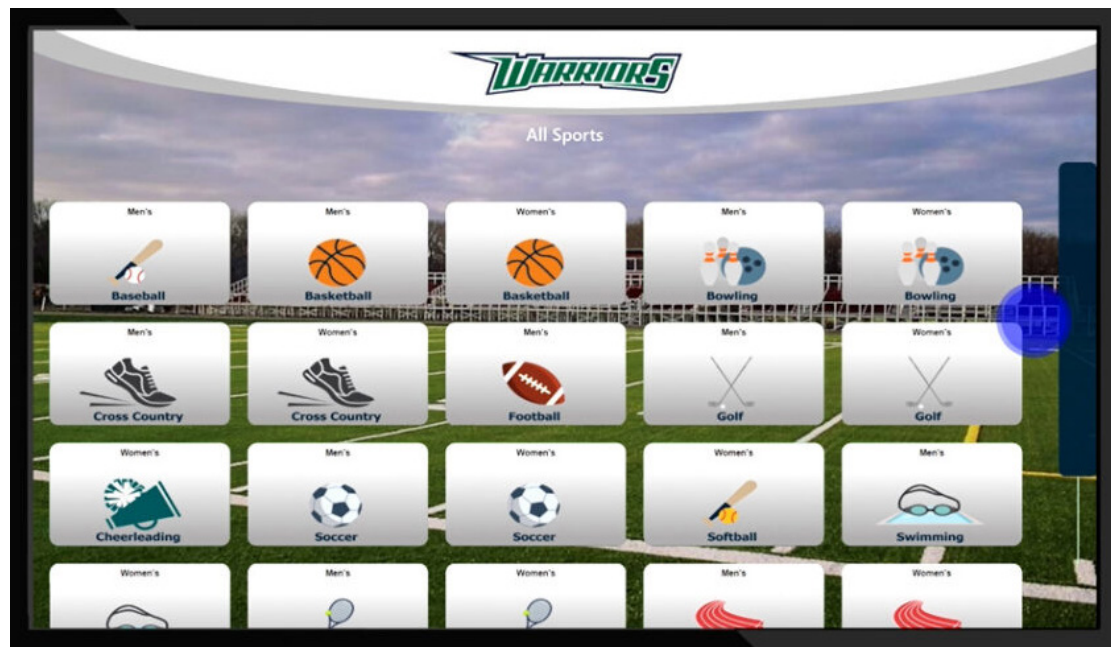 WARRIORS
All Sports
Men's
Baseball
Men's
Basketball
Women's
Basketball
Men's
Bowling
Women's
Bowling
Men's
Cross Country
Women's
Cross Country
Men's
Football
Men's
Golf
Women's
Golf
Women's
Cheerleading
Men's
Soccer
Women's
Soccer
Women's
Softball
Men's
Swimming
Women's
Men's
Women's
Men's
Women's